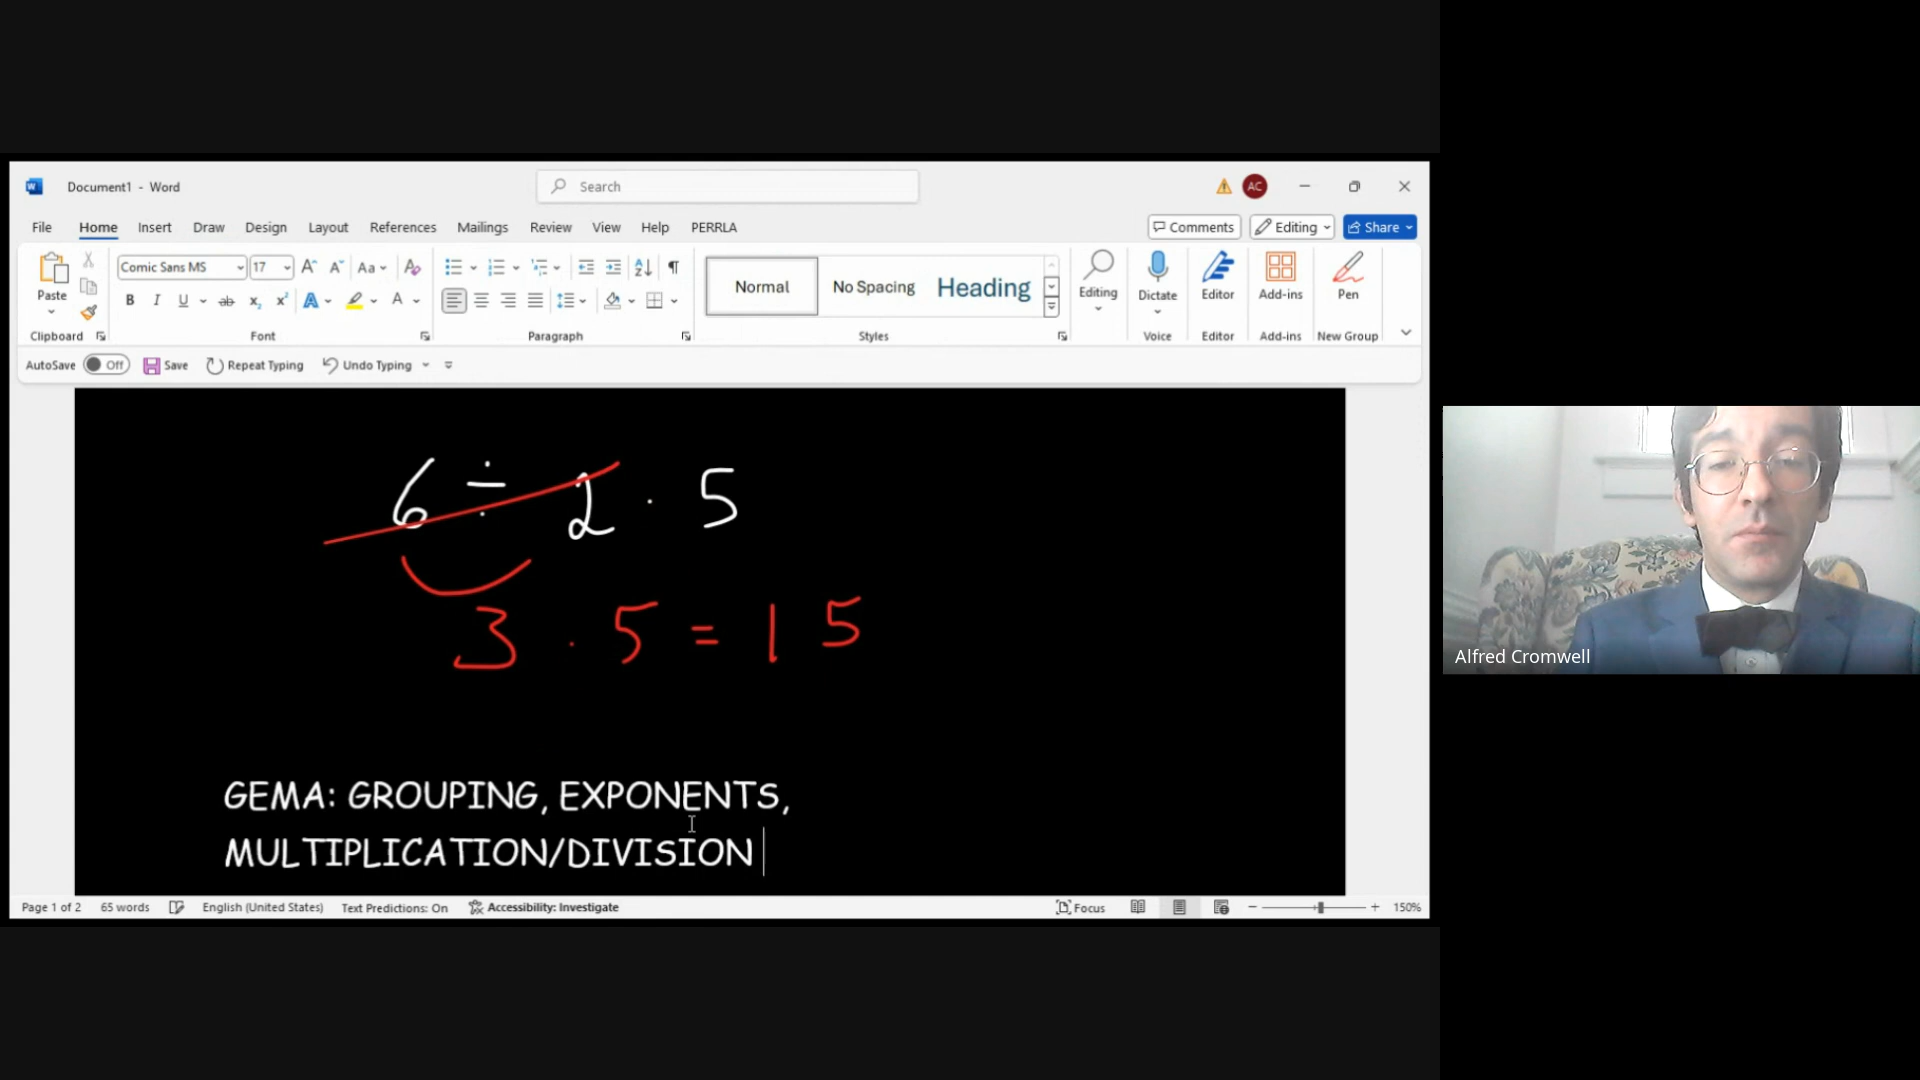 Document1 - Word
Search
AC
File Home Insert Draw Design Layout References Mailings Review View Help PERRLA
Comments Editing Share
Paste
Comic Sans MS 17
Aa
Normal
No Spacing
Heading
Editing
Dictate
Editor
Add-ins
Pen
Clipboard
Font
Paragraph
Styles
Voice
Editor
Add-ins
New Group
AutoSave Off Save Repeat Typing Undo Typing
6 ÷ 2 · 5
3 · 5 = 15
GEMA: GROUPING, EXPONENTS,
MULTIPLICATION/DIVISION
Page 1 of 2 65 words English (United States) Text Predictions: On Accessibility: Investigate Focus 150%
Alfred Cromwell